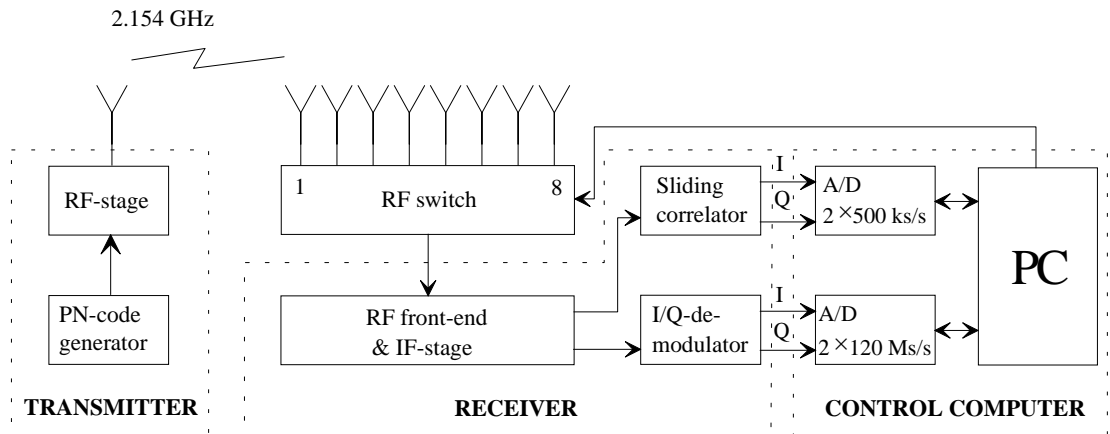 2.154 GHz
RF-stage
PN-code
generator
TRANSMITTER
1
8
RF switch
RF front-end
& IF-stage
Sliding
correlator
I/Q-de-
modulator
RECEIVER
I
Q
I
Q
A/D
2×500 ks/s
A/D
2×120 Ms/s
PC
CONTROL COMPUTER